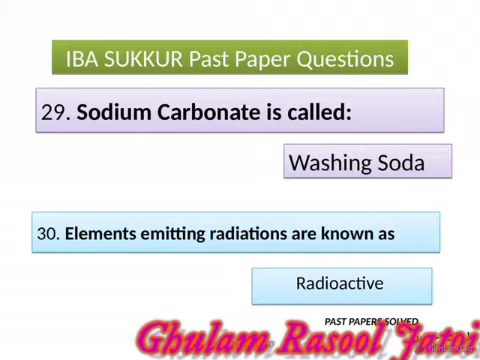 IBA SUKKUR Past Paper Questions
29. Sodium Carbonate is called:
Washing Soda
30. Elements emitting radiations are known as
Radioactive
PAST PAPERS SOLVED
Ghulam Rasool Jatoi